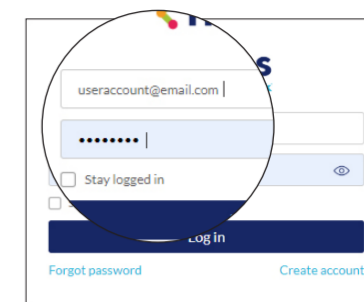 useraccount@email.com
Stay logged in
Log in
Forgot password
Create account